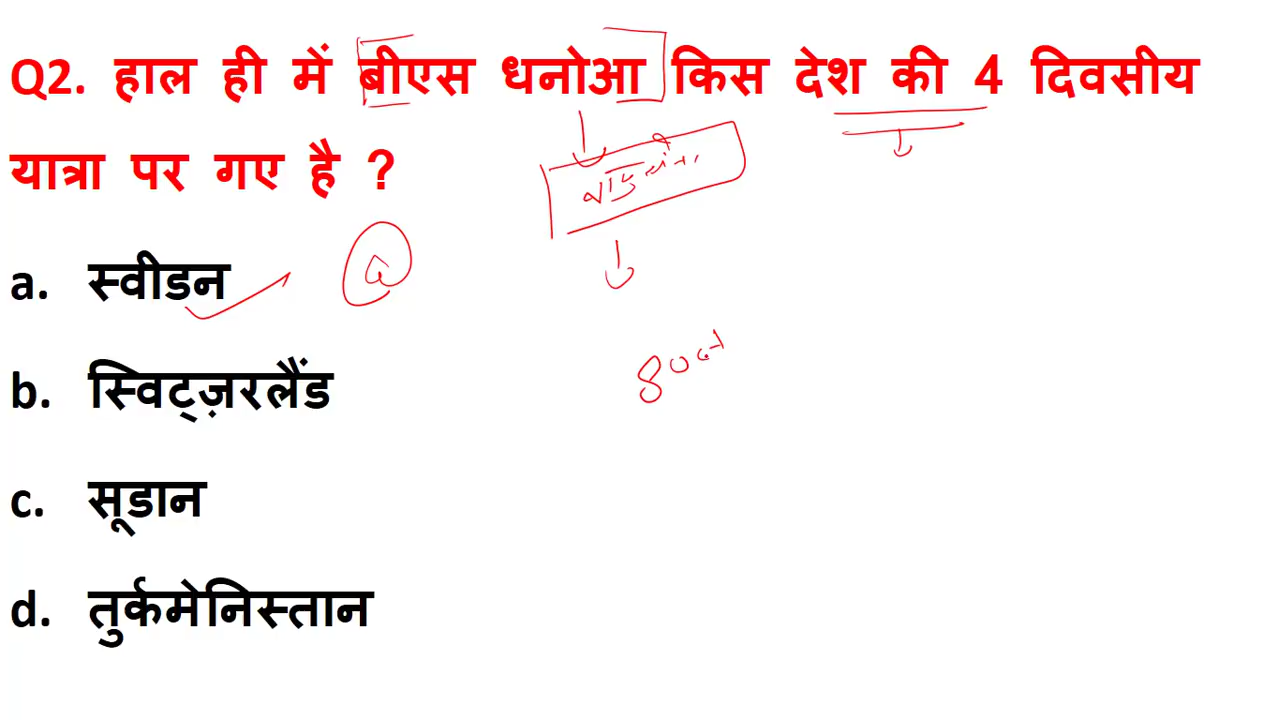 Q2. हाल ही में बीएस धनोआ किस देश की 4 दिवसीय
यात्रा पर गए है ?
a. स्वीडन
a
b. स्विट्ज़रलैंड
c. सूडान
d. तुर्कमेनिस्तान